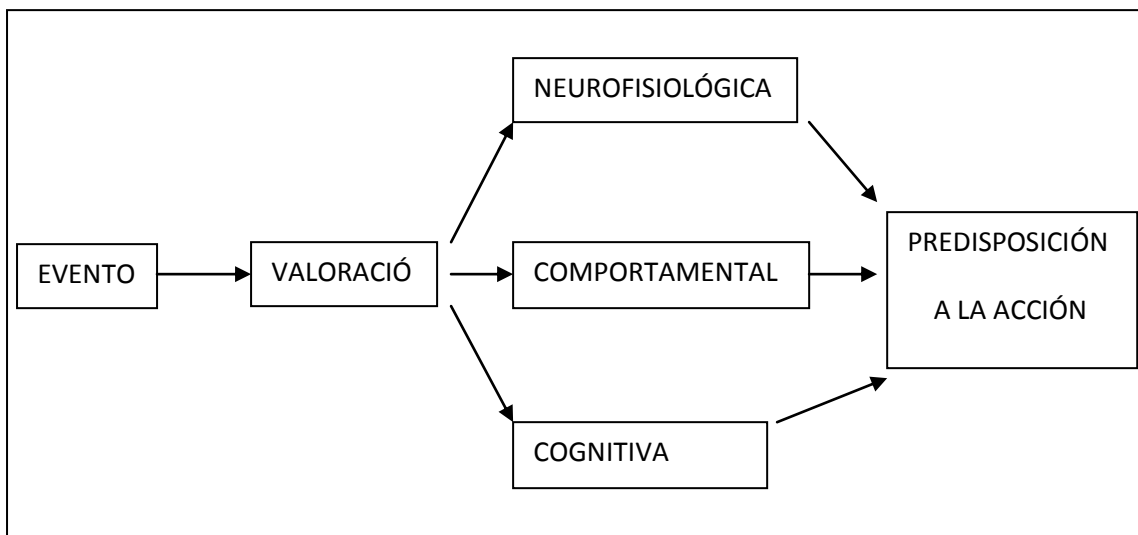 NEUROFISIOLÓGICA
EVENTO
VALORACIÓ
COMPORTAMENTAL
PREDISPOSICIÓN
A LA ACCIÓN
COGNITIVA